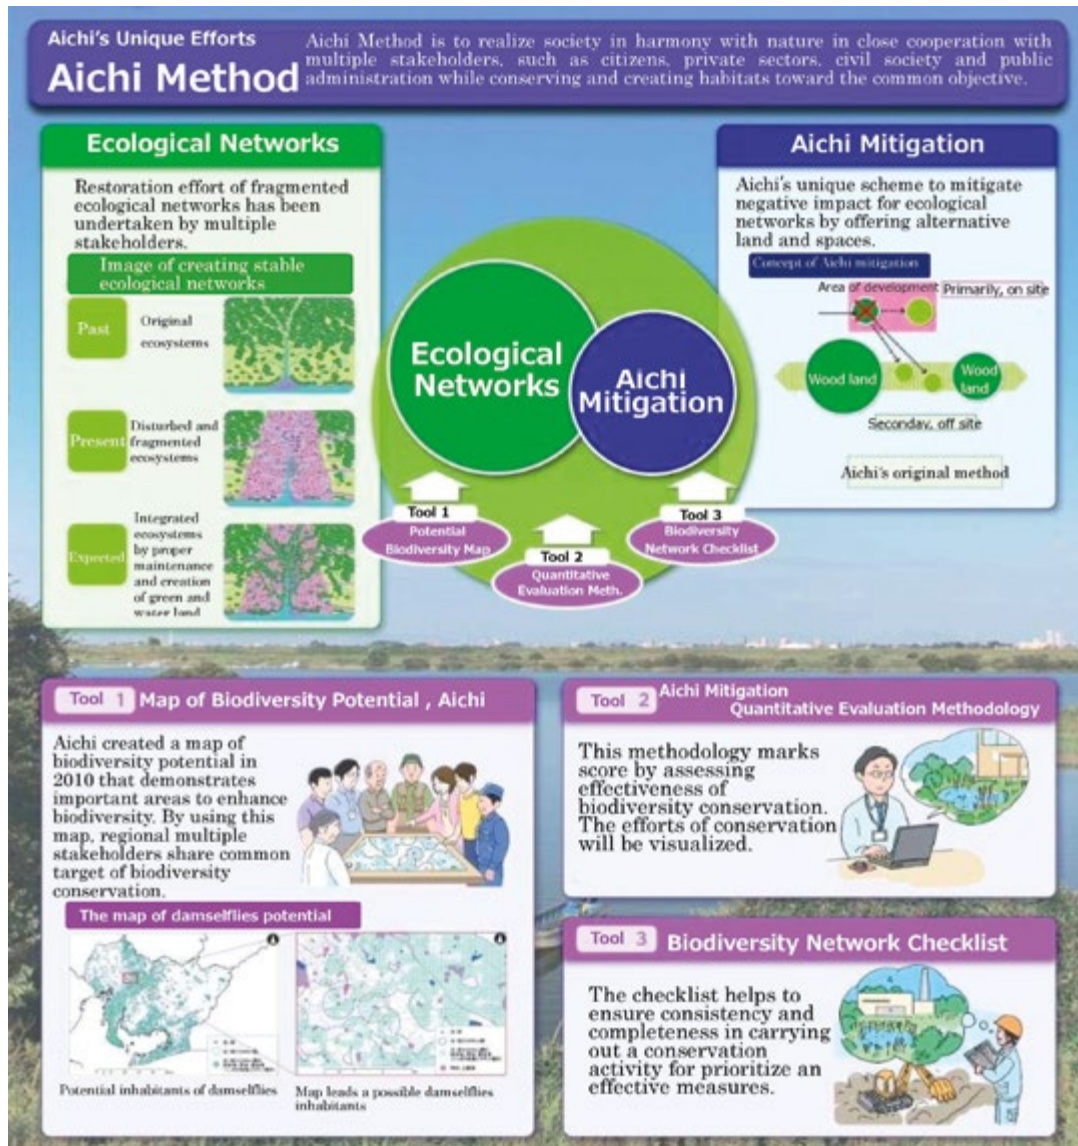 Aichi's Unique Efforts
Aichi Method
Aichi Method is to realize society in harmony with nature in close cooperation with
multiple stakeholders, such as citizens, private sectors, civil society and public
administration while conserving and creating habitats toward the common objective.
Ecological Networks
Restoration effort of fragmented
ecological networks has been
undertaken by multiple
stakeholders.
Image of creating stable
ecological networks
Past
Original
ecosystems
Present
Disturbed and
fragmented
ecosystems
Expected
Integrated
ecosystems
by proper
maintenance
and creation
of green and
water land
Ecological
Networks
Aichi
Mitigation
Tool 1
Potential
Biodiversity Map
Tool 2
Quantitative
Evaluation Meth.
Tool 3
Biodiversity
Network Checklist
Aichi Mitigation
Aichi's unique scheme to mitigate
negative impact for ecological
networks by offering alternative
land and spaces.
Concept of Aichi mitigation
Area of development
Primarily, on site
Wood land
Wood
land
Seconday, off site
Aichi's original method
Tool 1 Map of Biodiversity Potential , Aichi
Aichi created a map of
biodiversity potential in
2010 that demonstrates
important areas to enhance
biodiversity. By using this
map, regional multiple
stakeholders share common
target of biodiversity
conservation.
The map of damselflies potential
Potential inhabitants of damselflies
Map leads a possible damselflies
inhabitants
Tool 2 Aichi Mitigation
Quantitative Evaluation Methodology
This methodology marks
score by assessing
effectiveness of
biodiversity conservation.
The efforts of conservation
will be visualized.
Tool 3 Biodiversity Network Checklist
The checklist helps to
ensure consistency and
completeness in carrying
out a conservation
activity for prioritize an
effective measures.